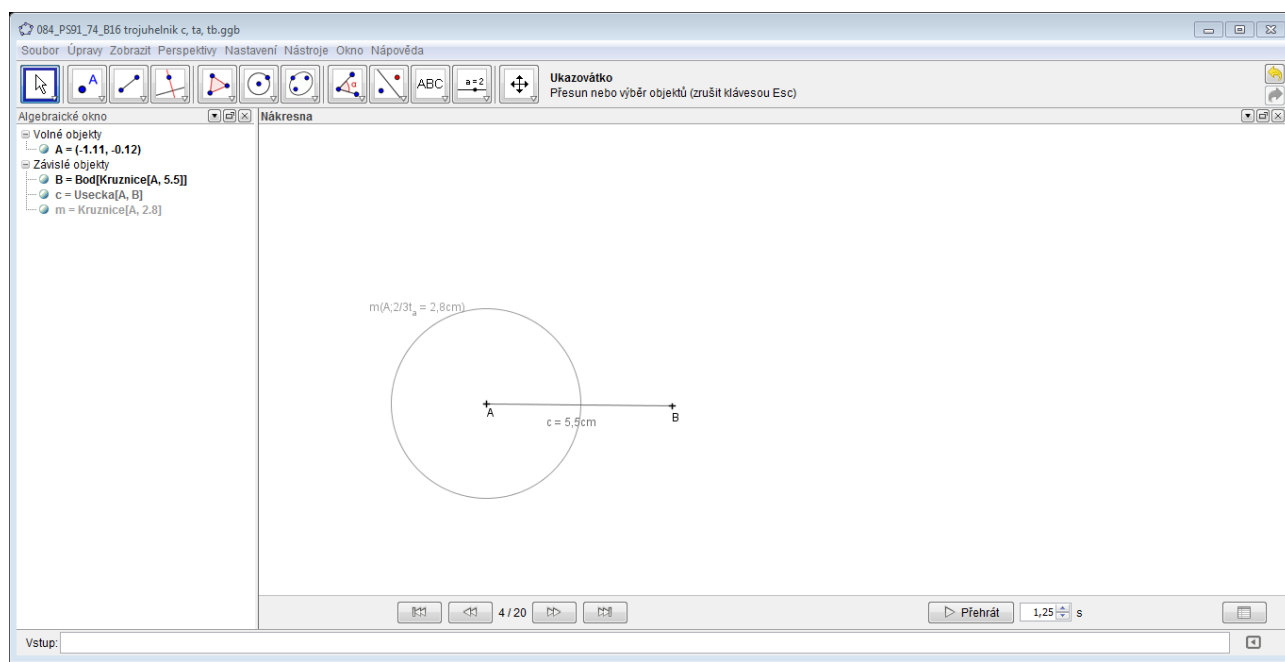 084_PS91_74_B16 trojuhelnik c, ta, tb.ggb
Soubor Úpravy Zobrazit Perspektivy Nastavení Nástroje Okno Nápověda
A
ABC
a=2
Ukazovátko
Přesun nebo výběr objektů (zrušit klávesou Esc)
Algebraické okno
Nákresna
Volné objekty
A = (-1.11, -0.12)
Závislé objekty
B = Bod[Kruznice[A, 5.5]]
c = Usecka[A, B]
m = Kruznice[A, 2.8]
m(A;2/3tₐ = 2,8cm)
A
B
c = 5,5cm
4 / 20
Přehrát
1,25
s
Vstup: